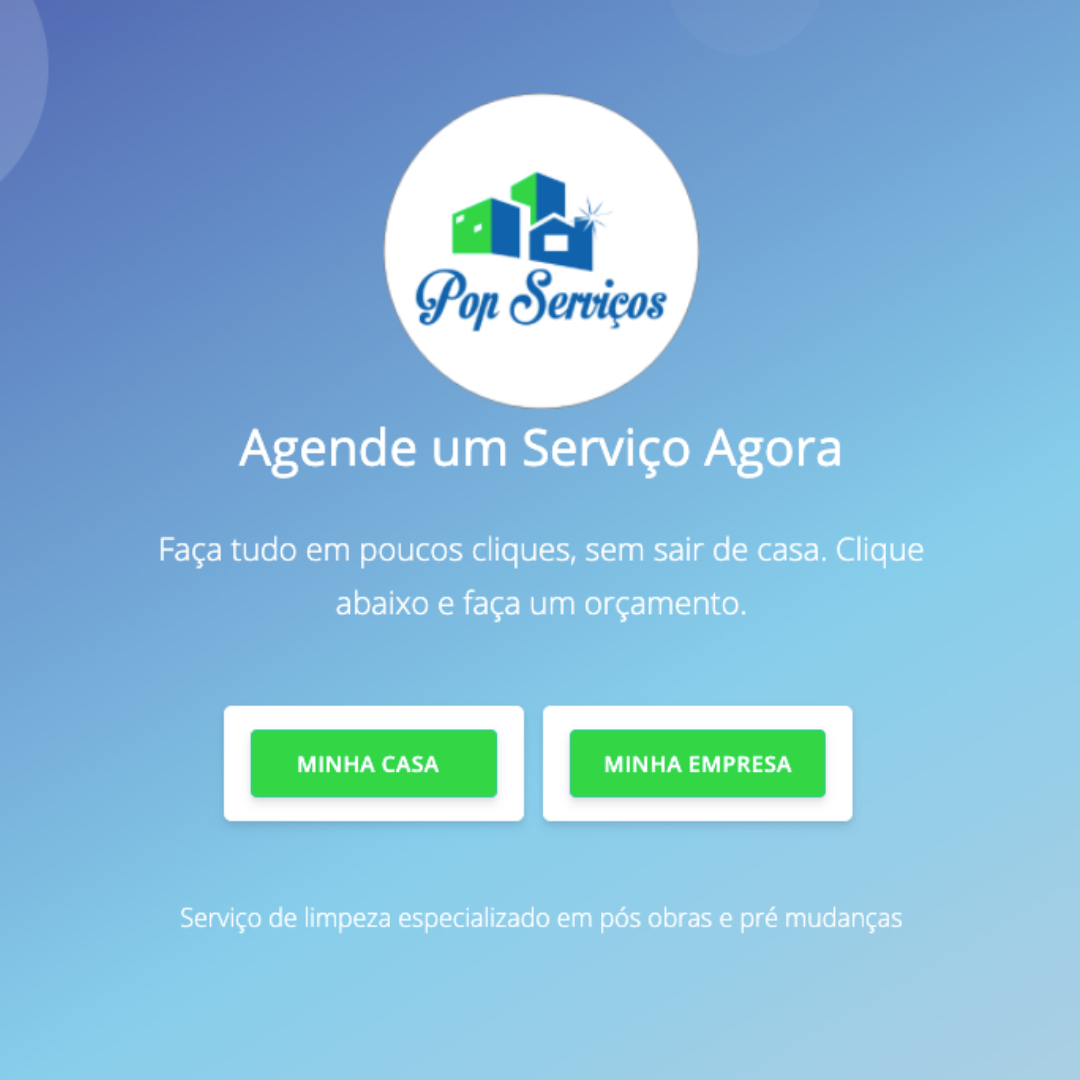 Pop Serviços
Agende um Serviço Agora
Faça tudo em poucos cliques, sem sair de casa. Clique
abaixo e faça um orçamento.
MINHA CASA
MINHA EMPRESA
Serviço de limpeza especializado em pós obras e pré mudanças